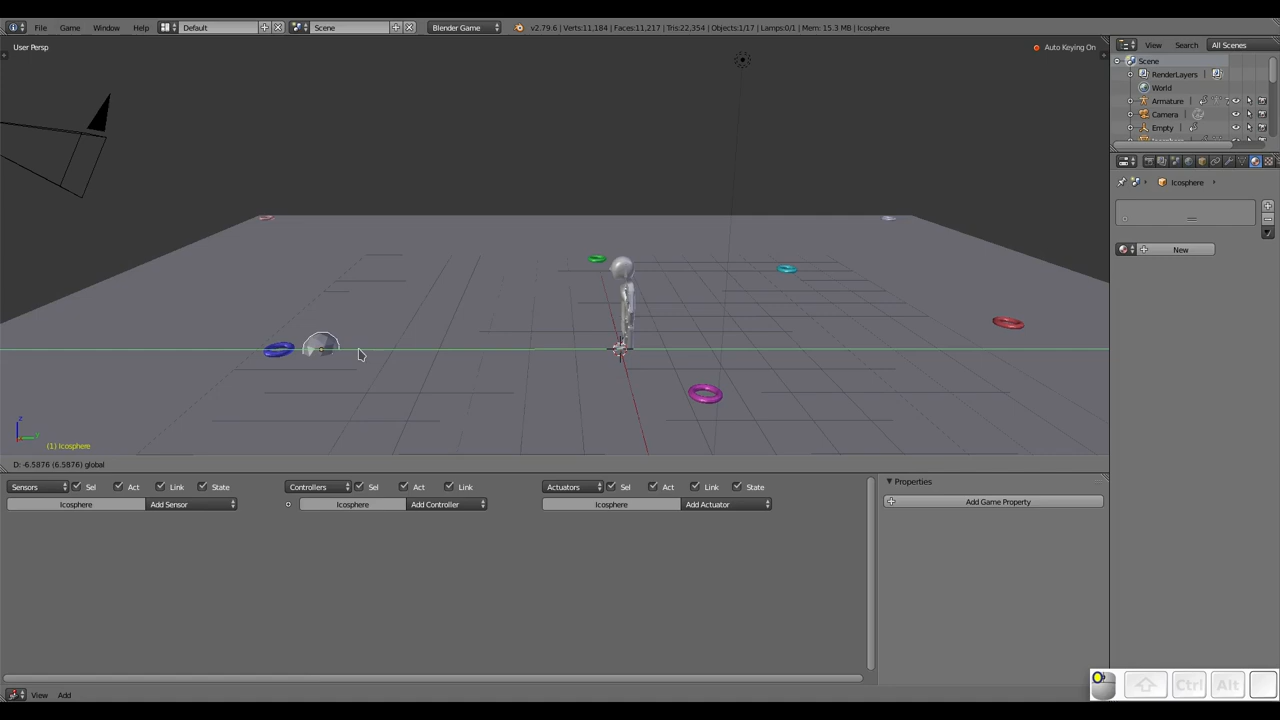 File Game Window Help Default Scene Blender Game v2.79.6 | Verts:11,184 | Faces:11,217 | Tris:22,354 | Objects:1/17 | Lamps:0/1 | Mem: 15.3 MB | Icosphere
User Persp
Auto Keying On
View Search All Scenes
Scene
RenderLayers
World
Armature
Camera
Empty
Icosphere
New
z
y
(1) Icosphere
D: -6.5876 (6.5876) global
Sensors Sel Act Link State Controllers Sel Act Link Actuators Sel Act Link State
Icosphere Add Sensor Icosphere Add Controller Icosphere Add Actuator
Properties
Add Game Property
View Add
Ctrl Alt